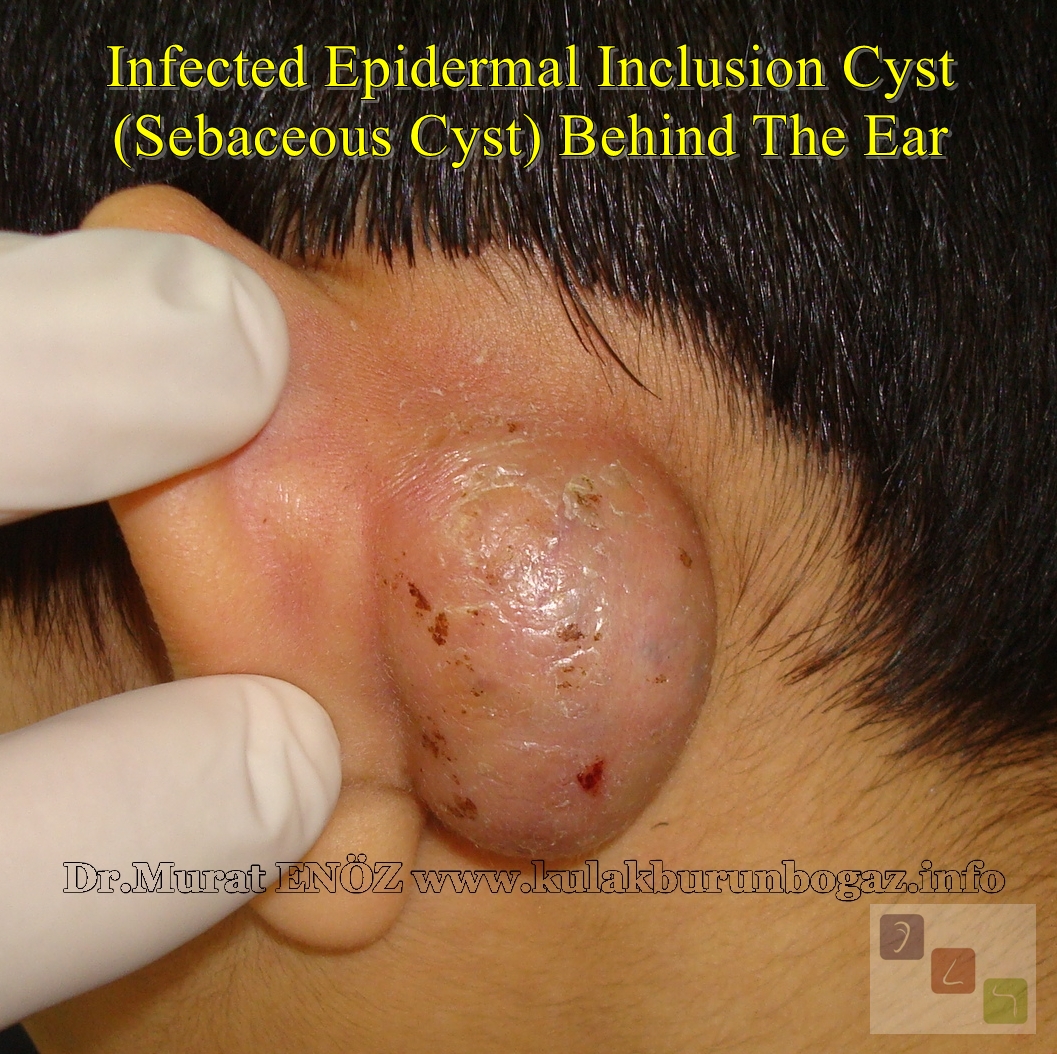 Infected Epidermal Inclusion Cyst
(Sebaceous Cyst) Behind The Ear
Dr.Murat ENÖZ www.kulakburunbogaz.info